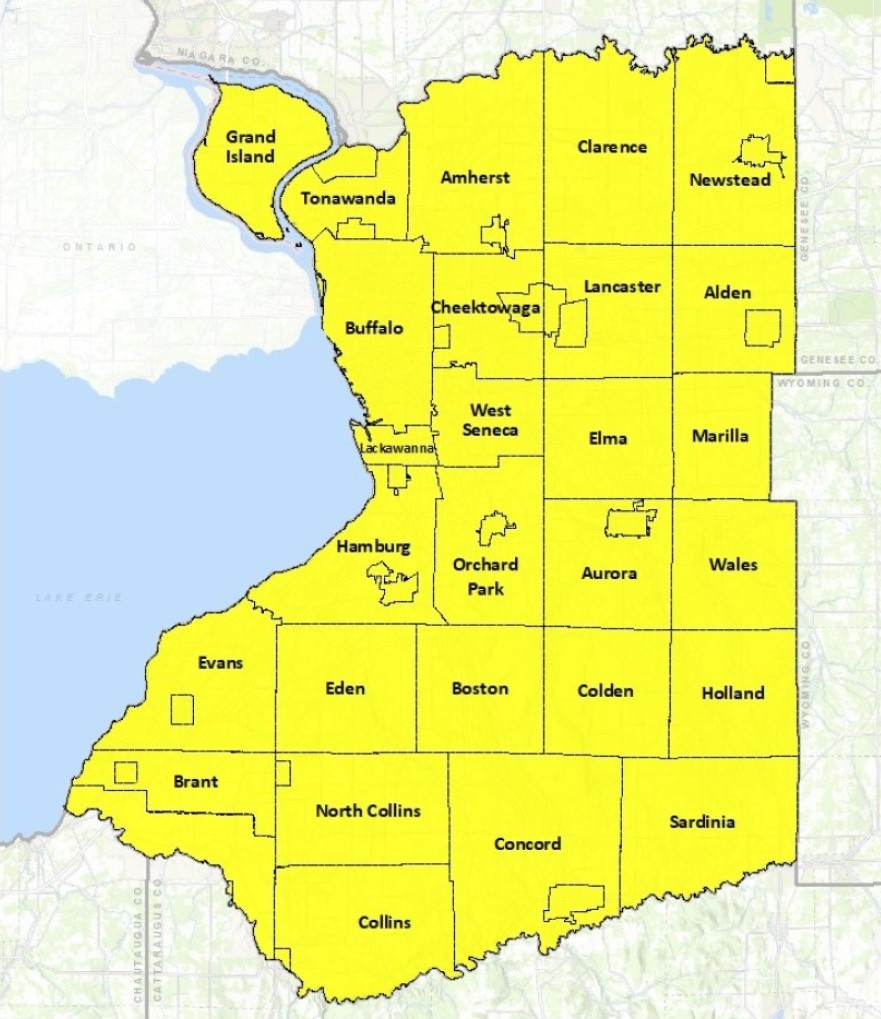 NIAGARA CO.
Grand
Island
Clarence
Amherst
Newstead
Tonawanda
GENESEE CO
ONTARIO
Lancaster
Alden
Cheektowaga
Buffalo
GENESEE CO
WYOMING CO.
West
Seneca
Elma
Marilla
Lackawanna
Hamburg
Orchard
Park
Aurora
Wales
LAKE ERIE
Evans
Eden
Boston
Colden
Holland
WYOMING CO
Brant
North Collins
Sardinia
Concord
Collins
CHAUTAUQUA CO
CATTARAUGUS CO